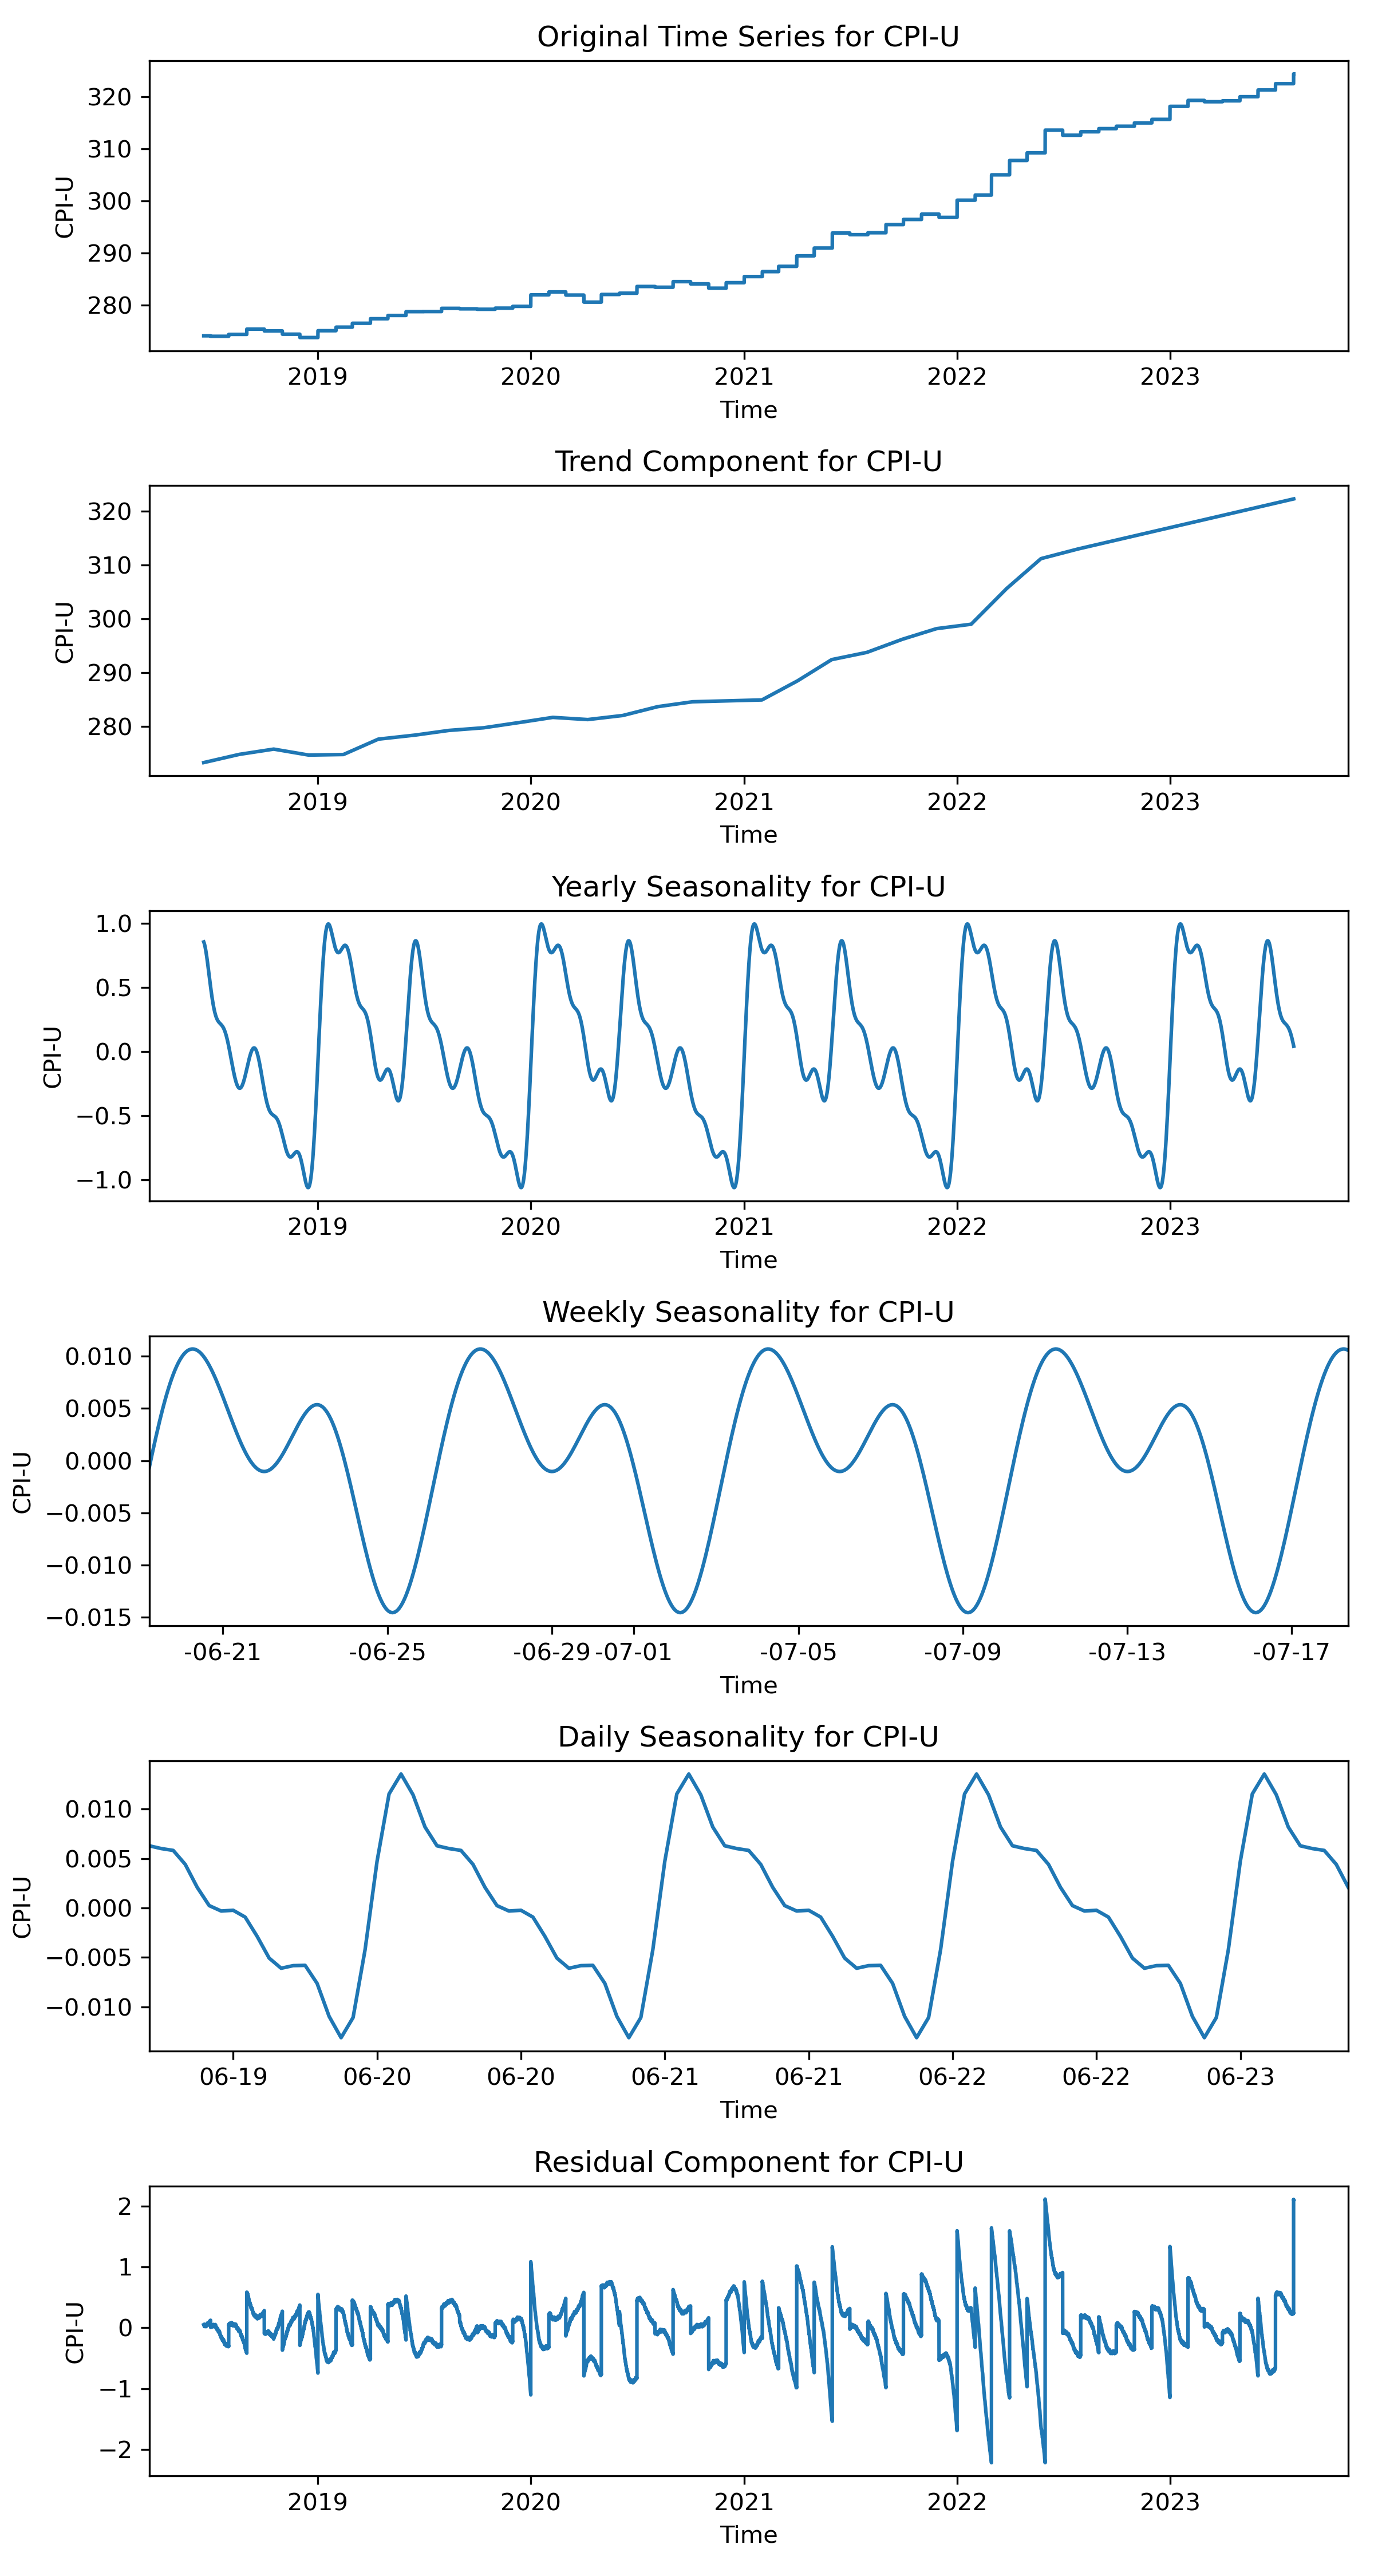 Original Time Series for CPI-U
320
310
300
290
280
CPI-U
2019 2020 2021 2022 2023
Time
Trend Component for CPI-U
320
310
300
290
280
CPI-U
2019 2020 2021 2022 2023
Time
Yearly Seasonality for CPI-U
1.0
0.5
0.0
−0.5
−1.0
CPI-U
2019 2020 2021 2022 2023
Time
Weekly Seasonality for CPI-U
0.010
0.005
0.000
−0.005
−0.010
−0.015
CPI-U
-06-21 -06-25 -06-29 -07-01 -07-05 -07-09 -07-13 -07-17
Time
Daily Seasonality for CPI-U
0.010
0.005
0.000
−0.005
−0.010
CPI-U
06-19 06-20 06-20 06-21 06-21 06-22 06-22 06-23
Time
Residual Component for CPI-U
2
1
0
−1
−2
CPI-U
2019 2020 2021 2022 2023
Time